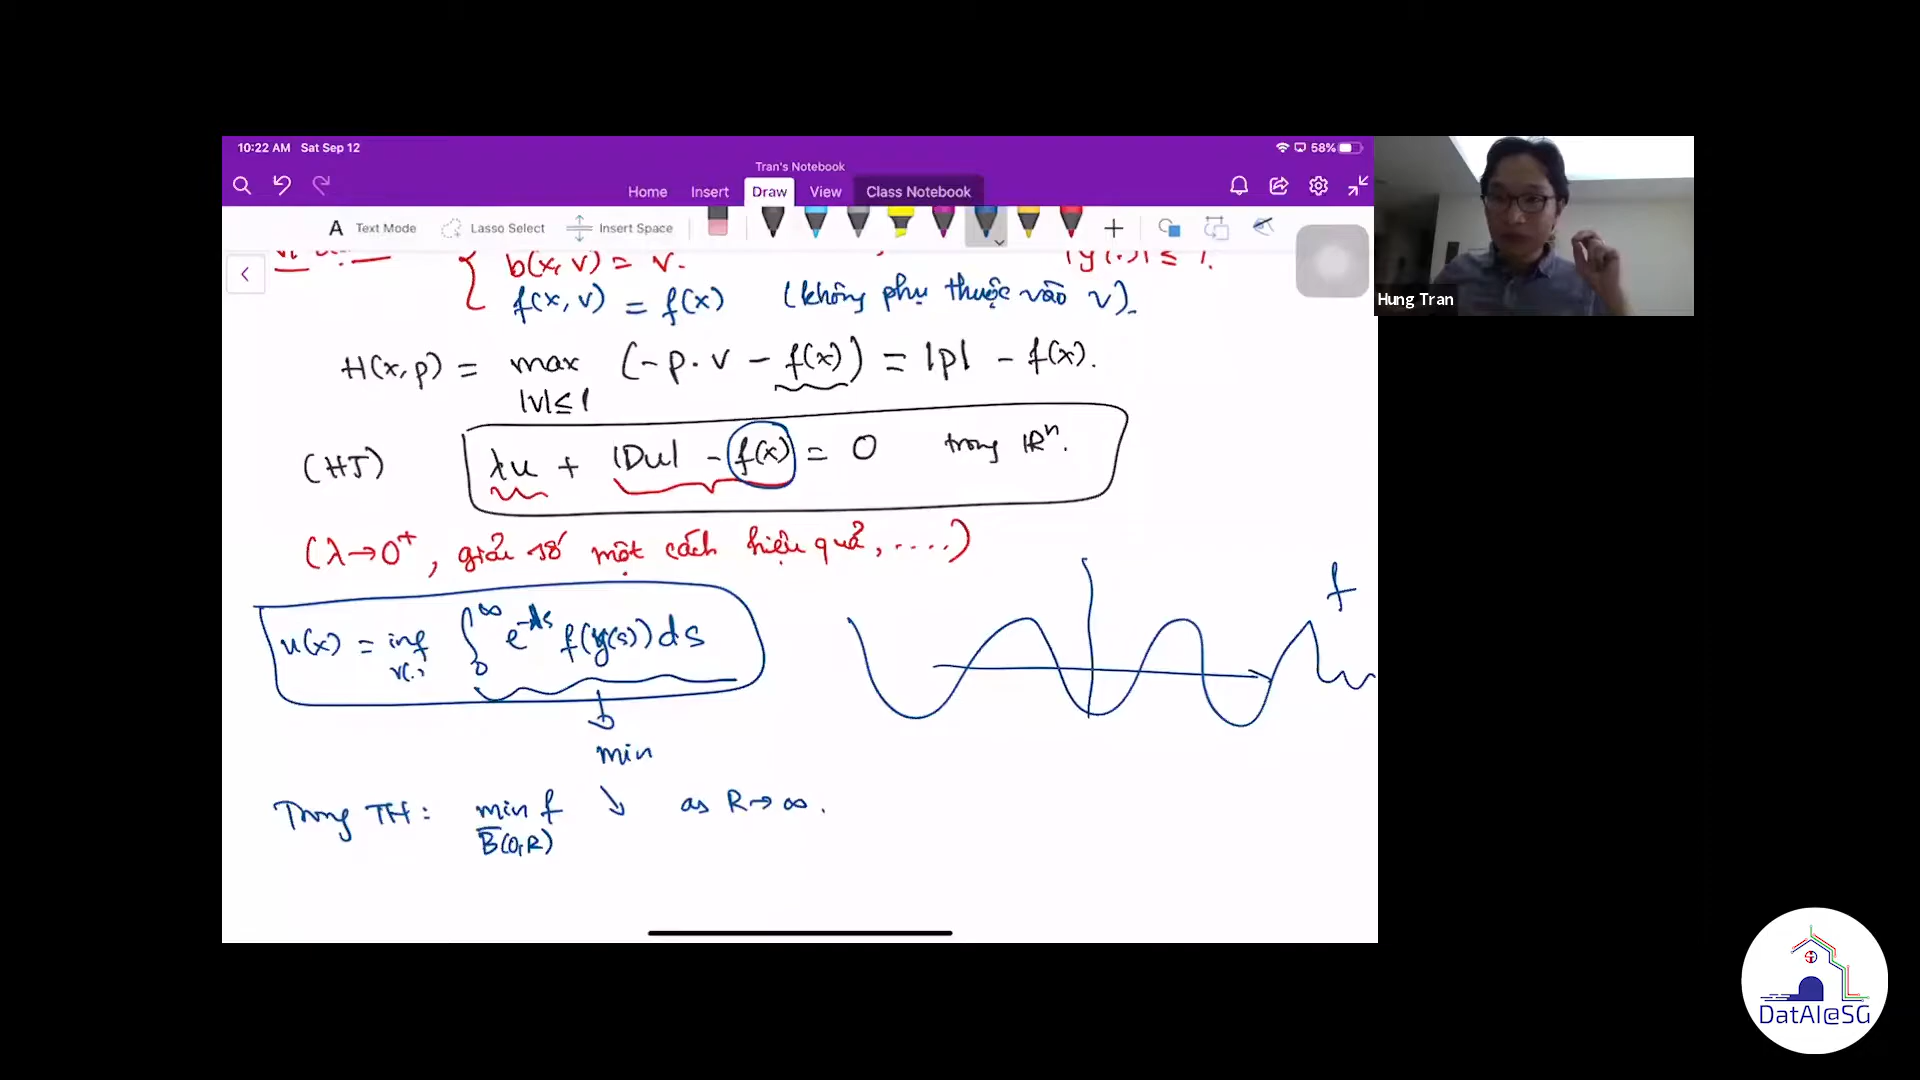 10:22 AM Sat Sep 12
58%
Tran's Notebook
Home Insert Draw View Class Notebook
A Text Mode Lasso Select Insert Space
b(x,v) = v. |y'(·)| ≤ 1.
f(x,v) = f(x) (không phụ thuộc vào v).
H(x,p) = max (-p·v - f(x)) = |p| - f(x).
|v|≤1
(HJ) λu + |Du| - f(x) = 0 trong ℝⁿ.
(λ→0⁺, giải số một cách hiệu quả, .....)
u(x) = inf ∫₀^∞ e^{-λs} f(y(s)) ds
v(·)
f
min
Trong TH: min f ↘ as R→∞.
B̅(0,R)
Hung Tran
DatAI@SG